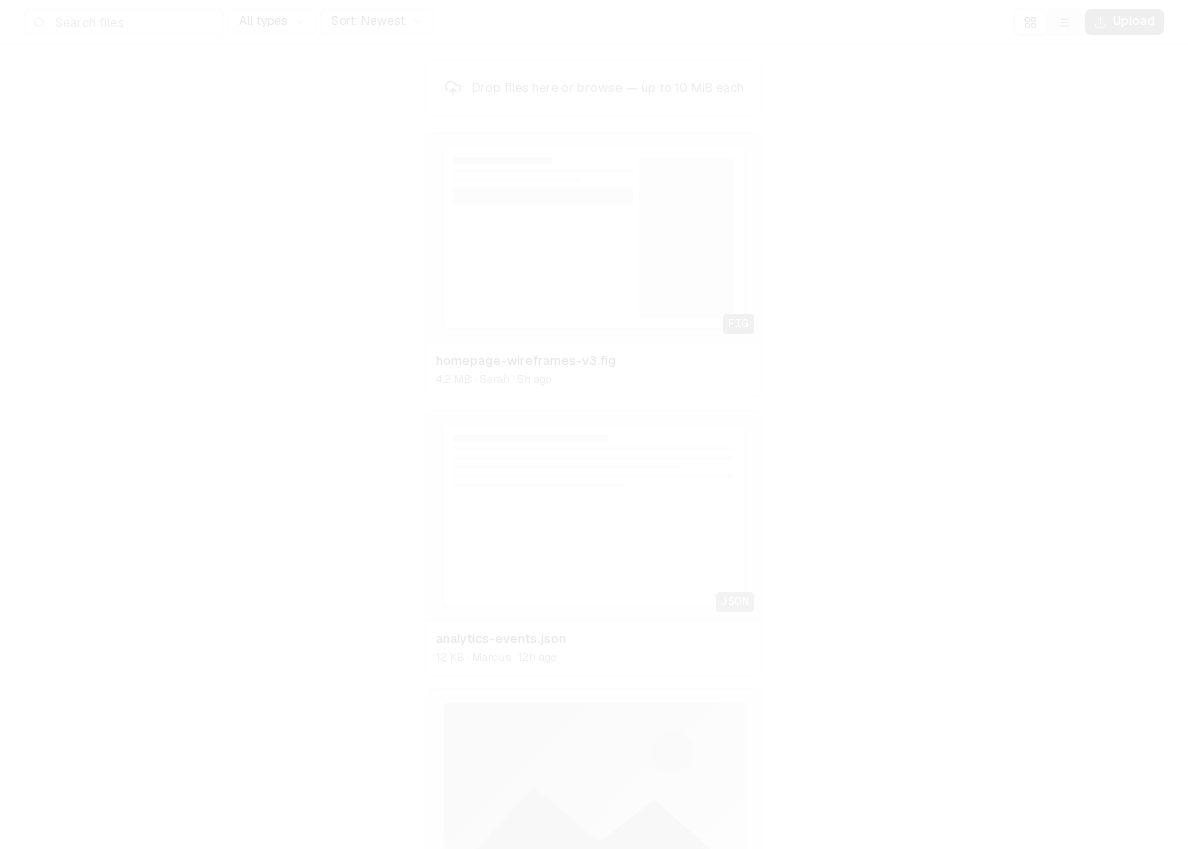 Search files
All types
Sort: Newest
Upload
Drop files here or browse — up to 10 MiB each
FIG
homepage-wireframes-v3.fig
4.2 MB · Sarah · 5h ago
JSON
analytics-events.json
12 KB · Marcus · 12h ago